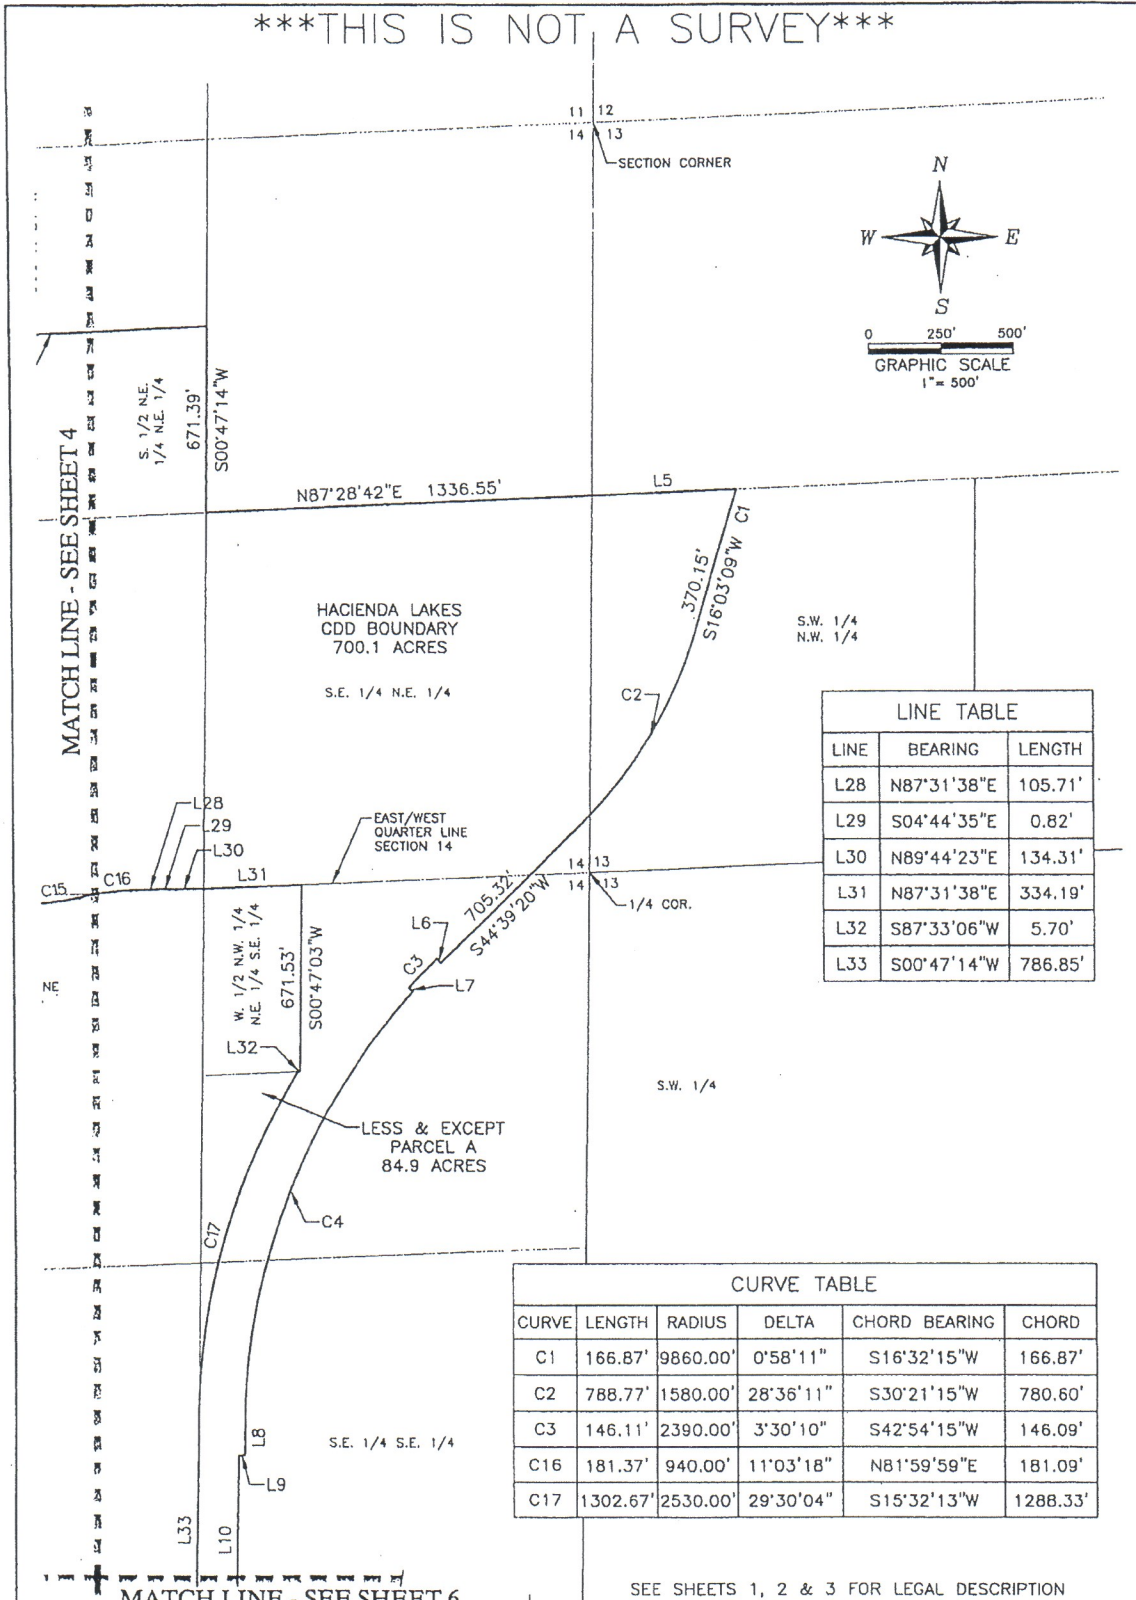 ***THIS IS NOT A SURVEY***
11 12
14 13
SECTION CORNER
N
W E
S
0 250' 500'
GRAPHIC SCALE
1"= 500'
MATCH LINE - SEE SHEET 4
S. 1/2 N.E.
1/4 N.E. 1/4
671.39'
S00°47'14"W
N87°28'42"E 1336.55'
L5
C1
370.15'
S16°03'09"W
HACIENDA LAKES
CDD BOUNDARY
700.1 ACRES
S.E. 1/4 N.E. 1/4
S.W. 1/4
N.W. 1/4
C2
LINE TABLE
LINE BEARING LENGTH
L28 N87°31'38"E 105.71'
L29 S04°44'35"E 0.82'
L30 N89°44'23"E 134.31'
L31 N87°31'38"E 334.19'
L32 S87°33'06"W 5.70'
L33 S00°47'14"W 786.85'
L28
L29
L30
EAST/WEST
QUARTER LINE
SECTION 14
C15
C16
L31
14 13
14 13
1/4 COR.
705.32'
S44°39'20"W
L6
C3
L7
NE
W. 1/2 N.W. 1/4
N.E. 1/4 S.E. 1/4
671.53'
S00°47'03"W
L32
S.W. 1/4
LESS & EXCEPT
PARCEL A
84.9 ACRES
C17
C4
CURVE TABLE
CURVE LENGTH RADIUS DELTA CHORD BEARING CHORD
C1 166.87' 9860.00' 0°58'11" S16°32'15"W 166.87'
C2 788.77' 1580.00' 28°36'11" S30°21'15"W 780.60'
C3 146.11' 2390.00' 3°30'10" S42°54'15"W 146.09'
C16 181.37' 940.00' 11°03'18" N81°59'59"E 181.09'
C17 1302.67' 2530.00' 29°30'04" S15°32'13"W 1288.33'
L8
S.E. 1/4 S.E. 1/4
L9
L33
L10
MATCH LINE - SEE SHEET 6
SEE SHEETS 1, 2 & 3 FOR LEGAL DESCRIPTION